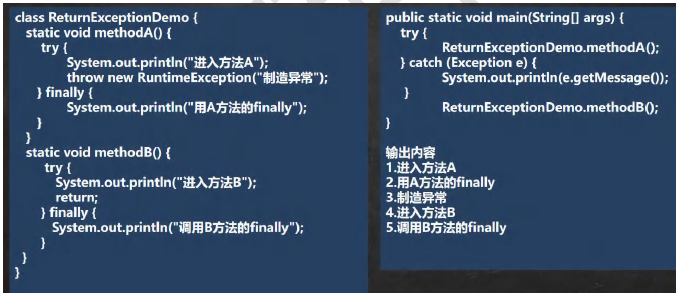 class ReturnExceptionDemo {
static void methodA() {
try {
System.out.println("进入方法A");
throw new RuntimeException("制造异常");
} finally {
System.out.println("用A方法的finally");
}
}
static void methodB() {
try {
System.out.println("进入方法B");
return;
} finally {
System.out.println("调用B方法的finally");
}
}
}
public static void main(String[] args) {
try {
ReturnExceptionDemo.methodA();
} catch (Exception e) {
System.out.println(e.getMessage());
}
ReturnExceptionDemo.methodB();
}
输出内容
1.进入方法A
2.用A方法的finally
3.制造异常
4.进入方法B
5.调用B方法的finally